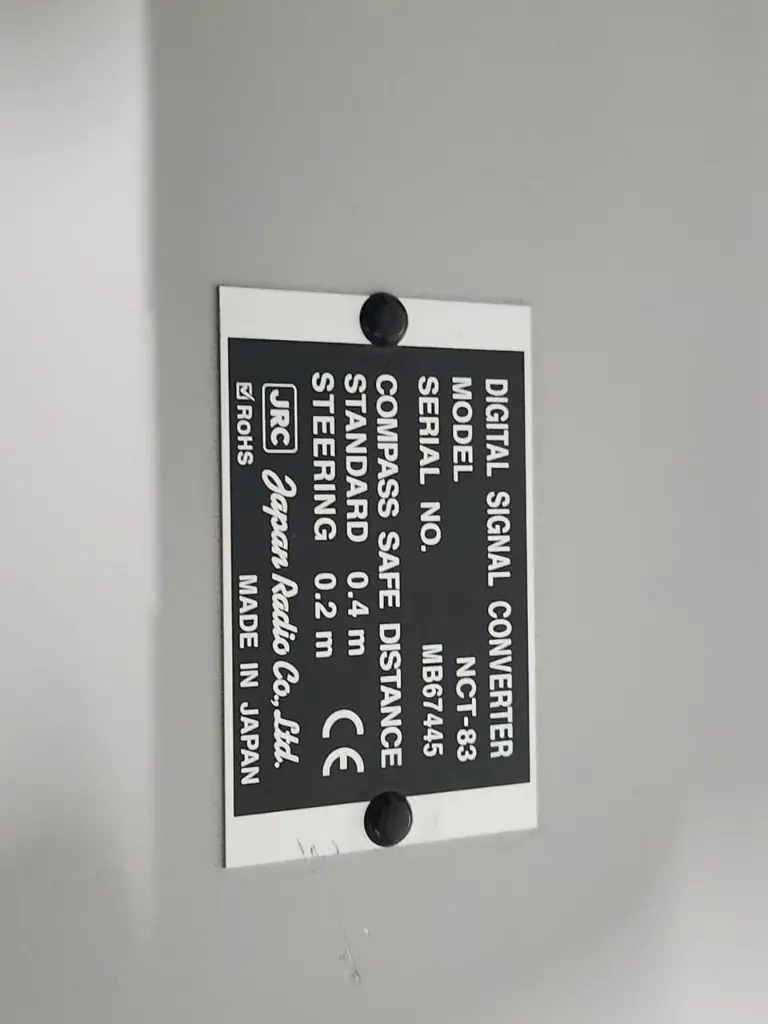 DIGITAL SIGNAL CONVERTER
MODEL NCT-83
SERIAL NO. MB67445
COMPASS SAFE DISTANCE
STANDARD 0.4 m
STEERING 0.2 m CE
JRC Japan Radio Co., Ltd.
☑ RoHS MADE IN JAPAN